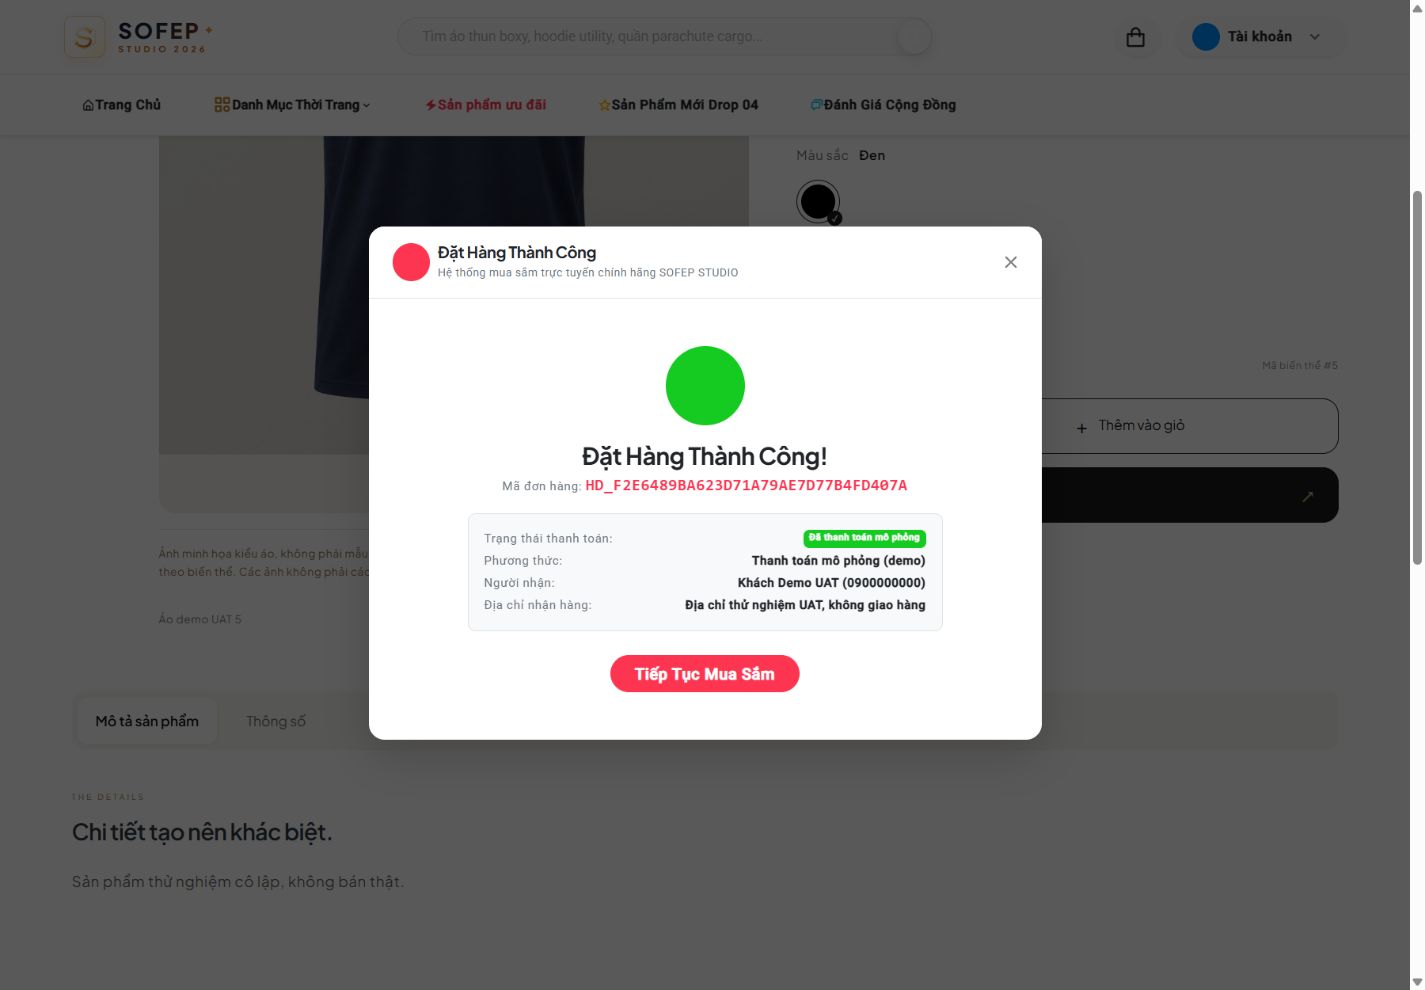 SOFEP
STUDIO 2026
Tìm áo thun boxy, hoodie utility, quần parachute cargo...
Tài khoản
Trang Chủ
Danh Mục Thời Trang
Sản phẩm ưu đãi
Sản Phẩm Mới Drop 04
Đánh Giá Cộng Đồng
Màu sắc Đen
Đặt Hàng Thành Công
Hệ thống mua sắm trực tuyến chính hãng SOFEP STUDIO
Đặt Hàng Thành Công!
Mã đơn hàng: HD_F2E6489BA623D71A79AE7D77B4FD407A
Trạng thái thanh toán: Đã thanh toán mô phỏng
Phương thức: Thanh toán mô phỏng (demo)
Người nhận: Khách Demo UAT (0900000000)
Địa chỉ nhận hàng: Địa chỉ thử nghiệm UAT, không giao hàng
Tiếp Tục Mua Sắm
Mã biến thể #5
+ Thêm vào giỏ
Ảnh minh họa kiểu áo, không phải mẫu
theo biến thể. Các ảnh không phải các
Áo demo UAT 5
Mô tả sản phẩm
Thông số
THE DETAILS
Chi tiết tạo nên khác biệt.
Sản phẩm thử nghiệm cô lập, không bán thật.